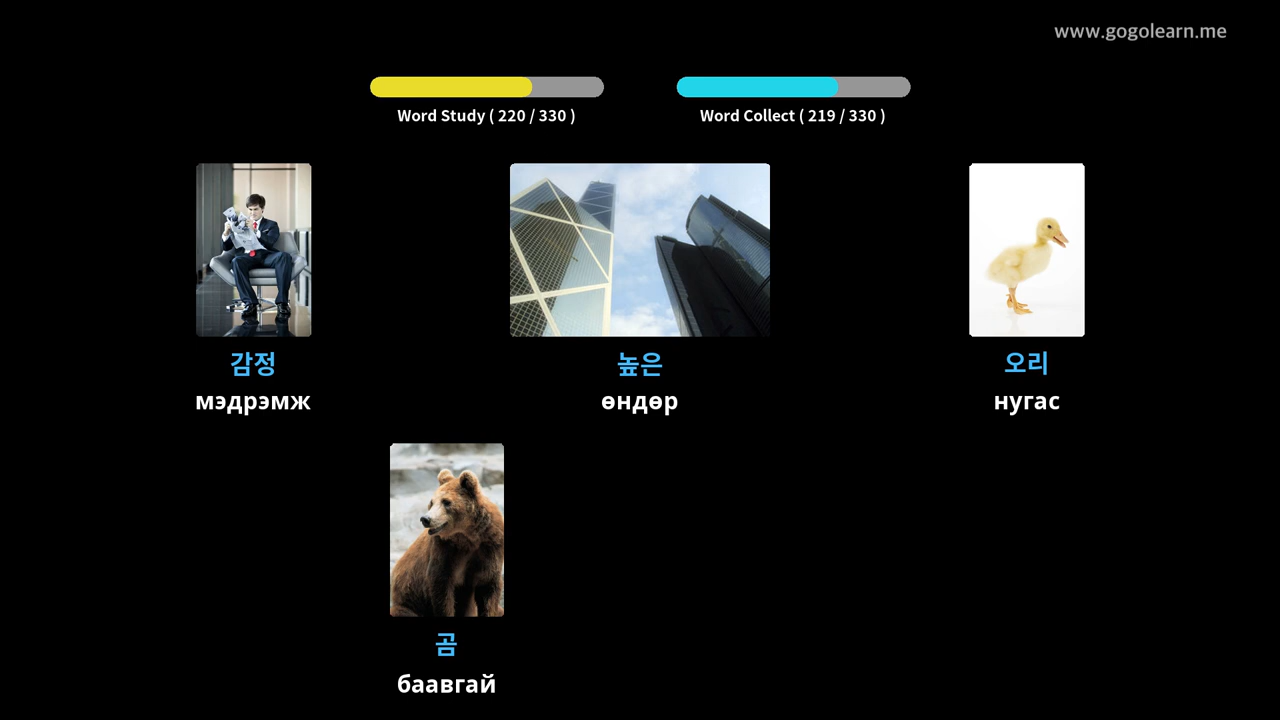 www.gogolearn.me
Word Study ( 220 / 330 )
Word Collect ( 219 / 330 )
감정
мэдрэмж
높은
өндөр
오리
нугас
곰
баавгай